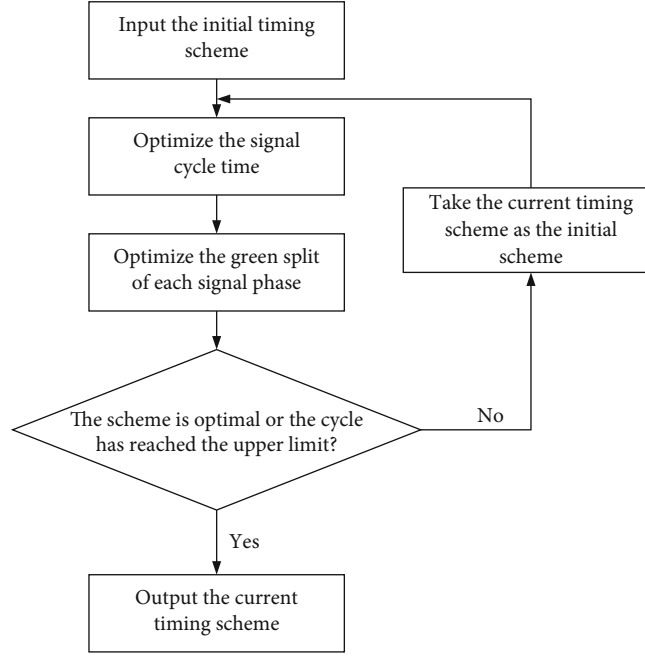 Input the initial timing
scheme
Optimize the signal
cycle time
Take the current timing
scheme as the initial
scheme
Optimize the green split
of each signal phase
The scheme is optimal or the cycle
has reached the upper limit?
No
Yes
Output the current
timing scheme